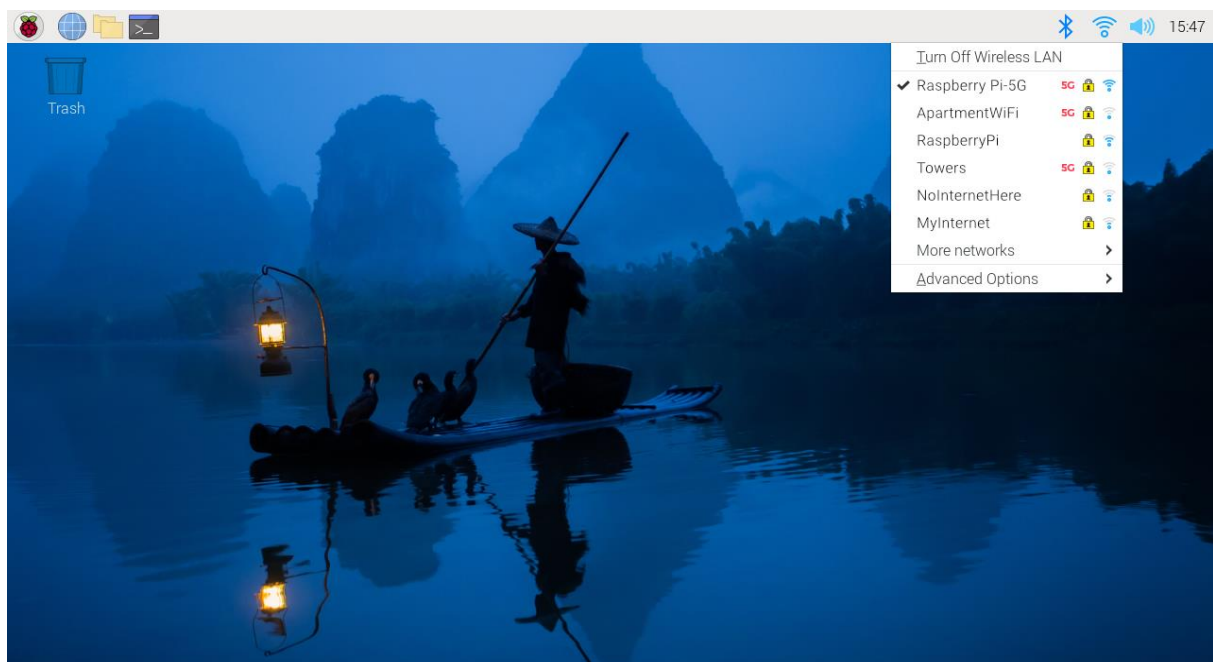 >_
15:47
Trash
Turn Off Wireless LAN
Raspberry Pi-5G 5G
ApartmentWiFi 5G
RaspberryPi
Towers 5G
NoInternetHere
MyInternet
More networks
Advanced Options